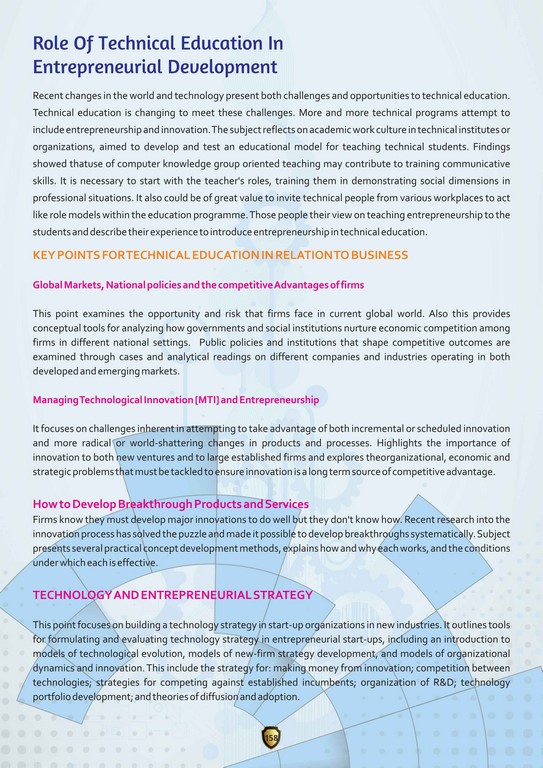 Role Of Technical Education In
Entrepreneurial Development
Recent changes in the world and technology present both challenges and opportunities to technical education.
Technical education is changing to meet these challenges. More and more technical programs attempt to
include entrepreneurship and innovation. The subject reflects on academic work culture in technical institutes or
organizations, aimed to develop and test an educational model for teaching technical students. Findings
showed thatuse of computer knowledge group oriented teaching may contribute to training communicative
skills. It is necessary to start with the teacher's roles, training them in demonstrating social dimensions in
professional situations. It also could be of great value to invite technical people from various workplaces to act
like role models within the education programme. Those people their view on teaching entrepreneurship to the
students and describe their experience to introduce entrepreneurship in technical education.
KEY POINTS FOR TECHNICAL EDUCATION IN RELATION TO BUSINESS
Global Markets, National policies and the competitive Advantages of firms
This point examines the opportunity and risk that firms face in current global world. Also this provides
conceptual tools for analyzing how governments and social institutions nurture economic competition among
firms in different national settings. Public policies and institutions that shape competitive outcomes are
examined through cases and analytical readings on different companies and industries operating in both
developed and emerging markets.
Managing Technological Innovation [MTI] and Entrepreneurship
It focuses on challenges inherent in attempting to take advantage of both incremental or scheduled innovation
and more radical or world-shattering changes in products and processes. Highlights the importance of
innovation to both new ventures and to large established firms and explores theorganizational, economic and
strategic problems that must be tackled to ensure innovation is a long term source of competitive advantage.
How to Develop Breakthrough Products and Services
Firms know they must develop major innovations to do well but they don't know how. Recent research into the
innovation process has solved the puzzle and made it possible to develop breakthroughs systematically. Subject
presents several practical concept development methods, explains how and why each works, and the conditions
under which each is effective.
TECHNOLOGY AND ENTREPRENEURIAL STRATEGY
This point focuses on building a technology strategy in start-up organizations in new industries. It outlines tools
for formulating and evaluating technology strategy in entrepreneurial start-ups, including an introduction to
models of technological evolution, models of new-firm strategy development, and models of organizational
dynamics and innovation. This include the strategy for: making money from innovation; competition between
technologies; strategies for competing against established incumbents; organization of R&D; technology
portfolio development; and theories of diffusion and adoption.
158